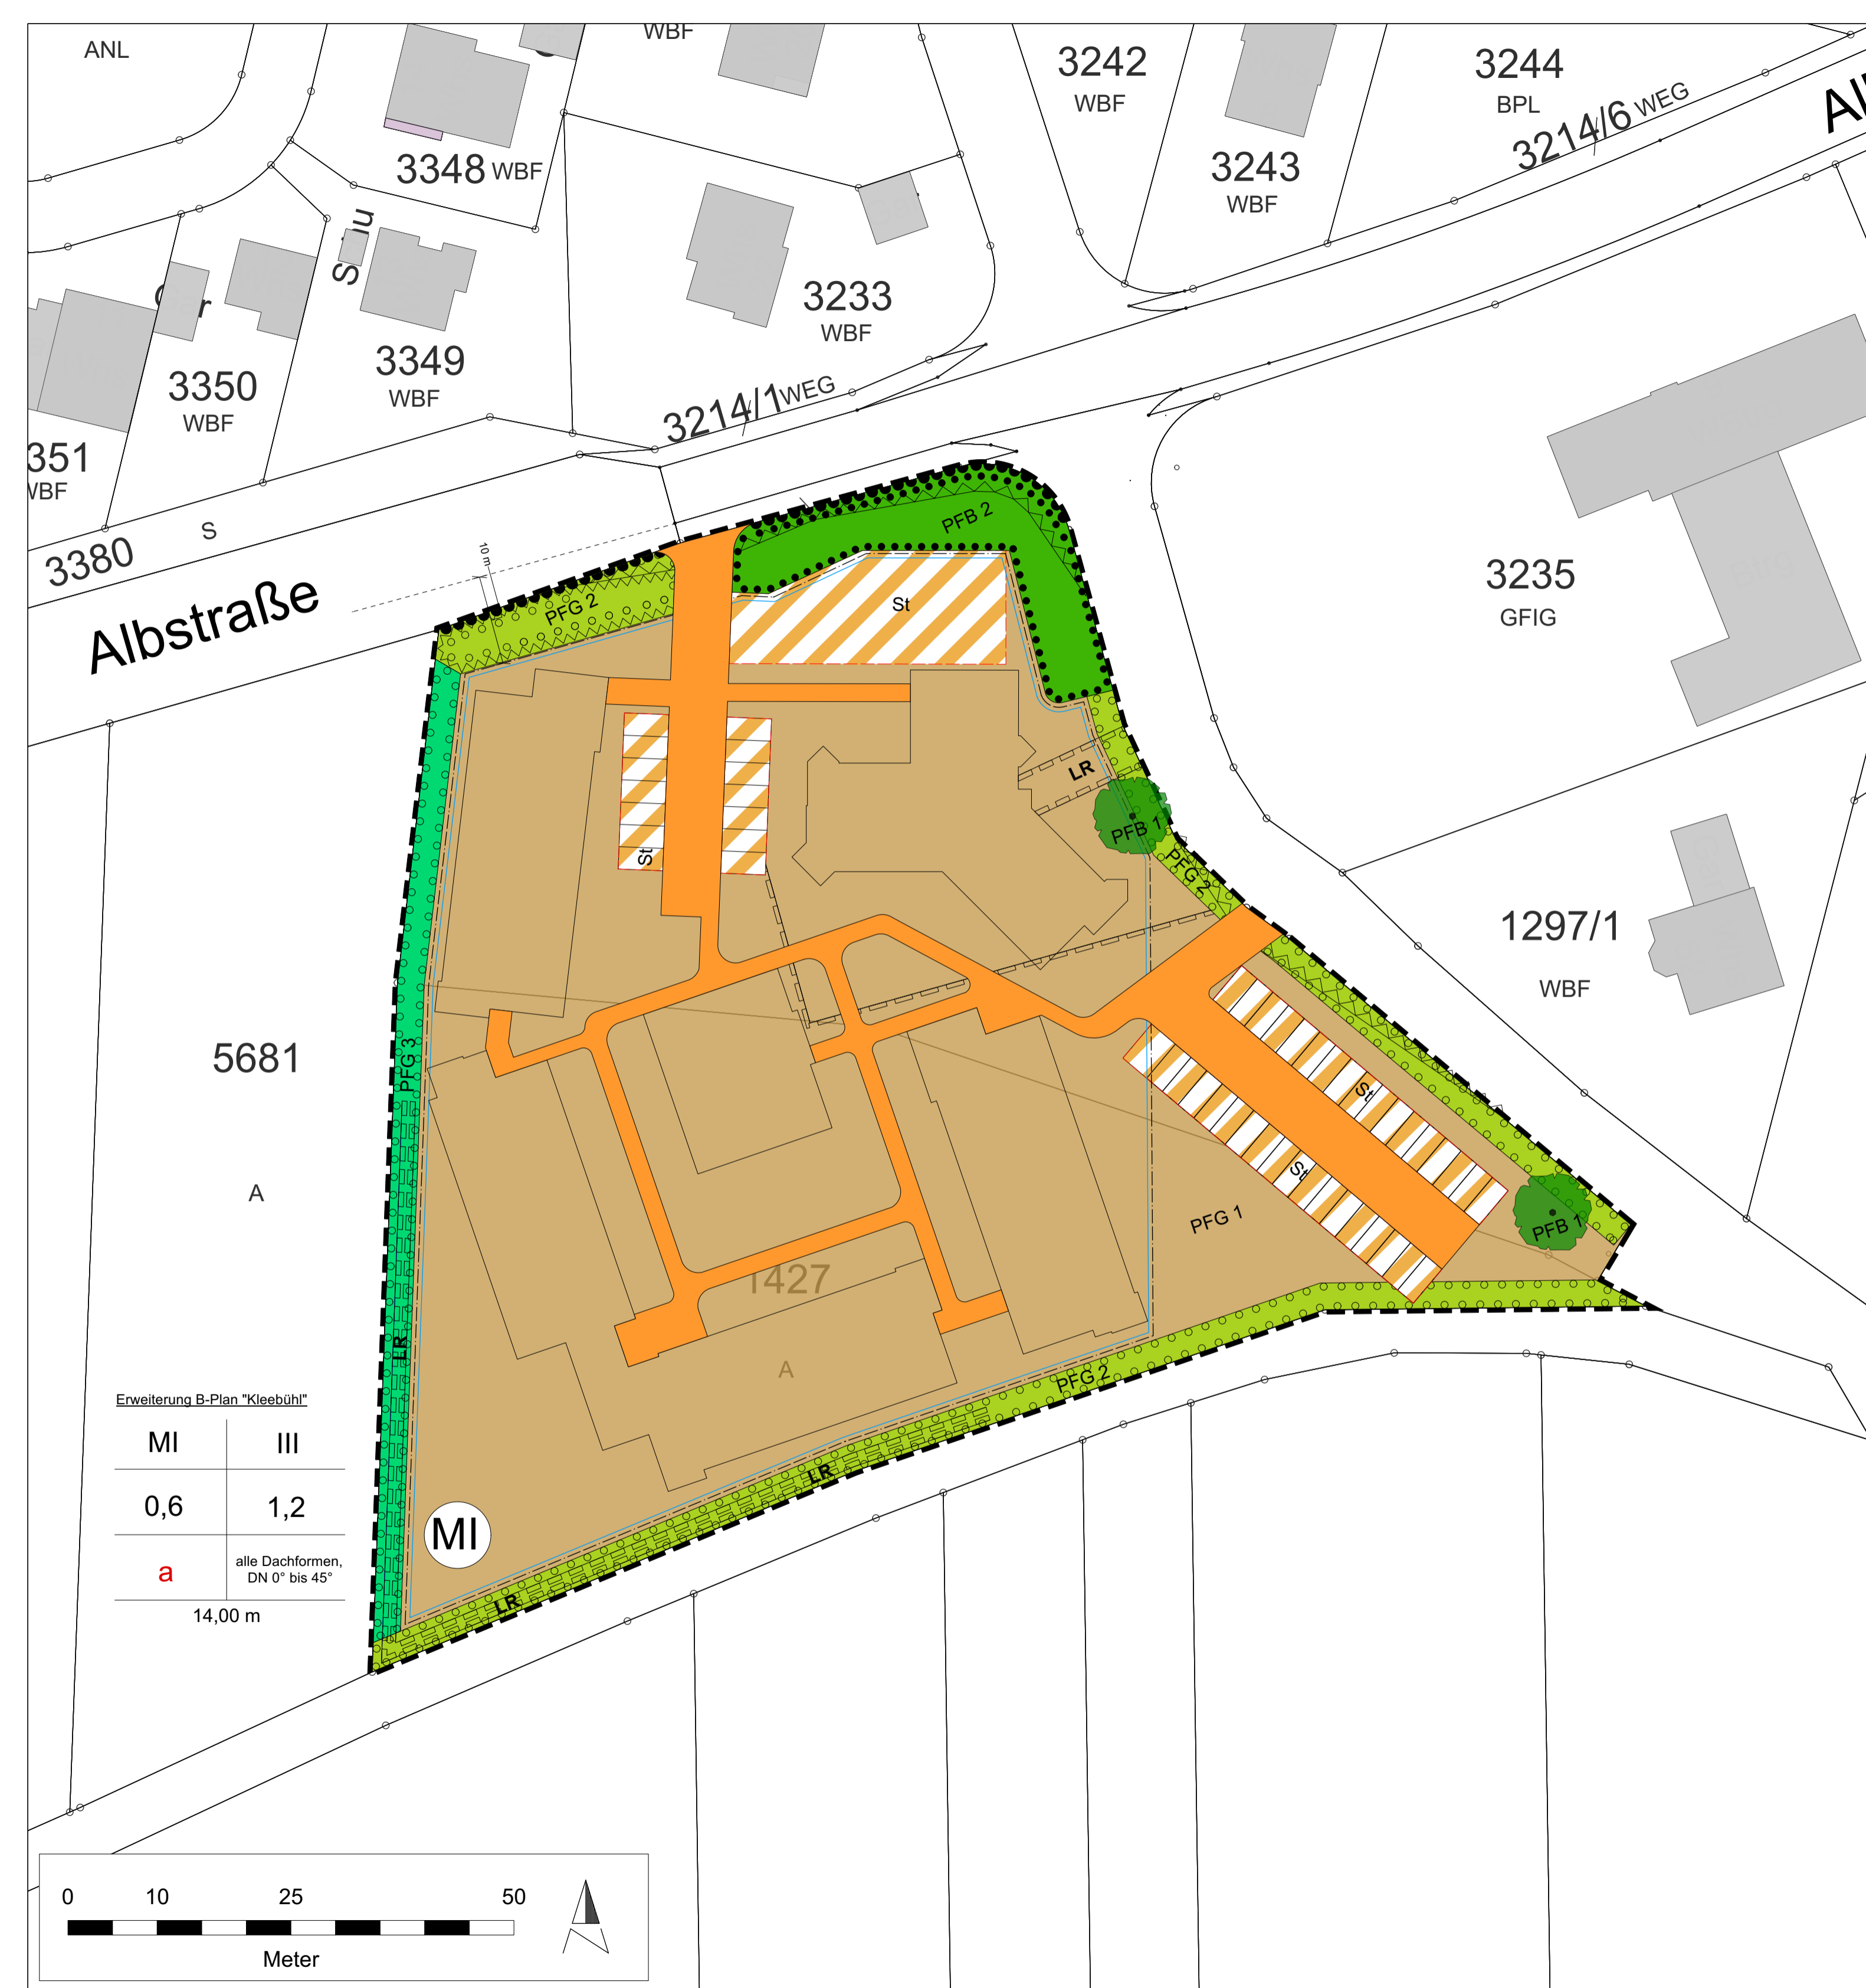 ANL
WBF
3242
WBF
3244
BPL
3214/6 WEG
3348 WBF
3243
WBF
3233
WBF
3349
WBF
3350
WBF
3214/1 WEG
351
WBF
S
3380
10 m
Albstraße
PFB 2
PFG 2
St
3235
GFIG
LR
PFB 1
PFG 2
St
1297/1
WBF
5681
PFG 3
A
St
St
PFG 1
PFB 1
1427
A
LR
PFG 2
Erweiterung B-Plan "Kleebühl"
MI III
0,6 1,2
a alle Dachformen,
DN 0° bis 45°
14,00 m
LR
MI
LR
0 10 25 50
Meter